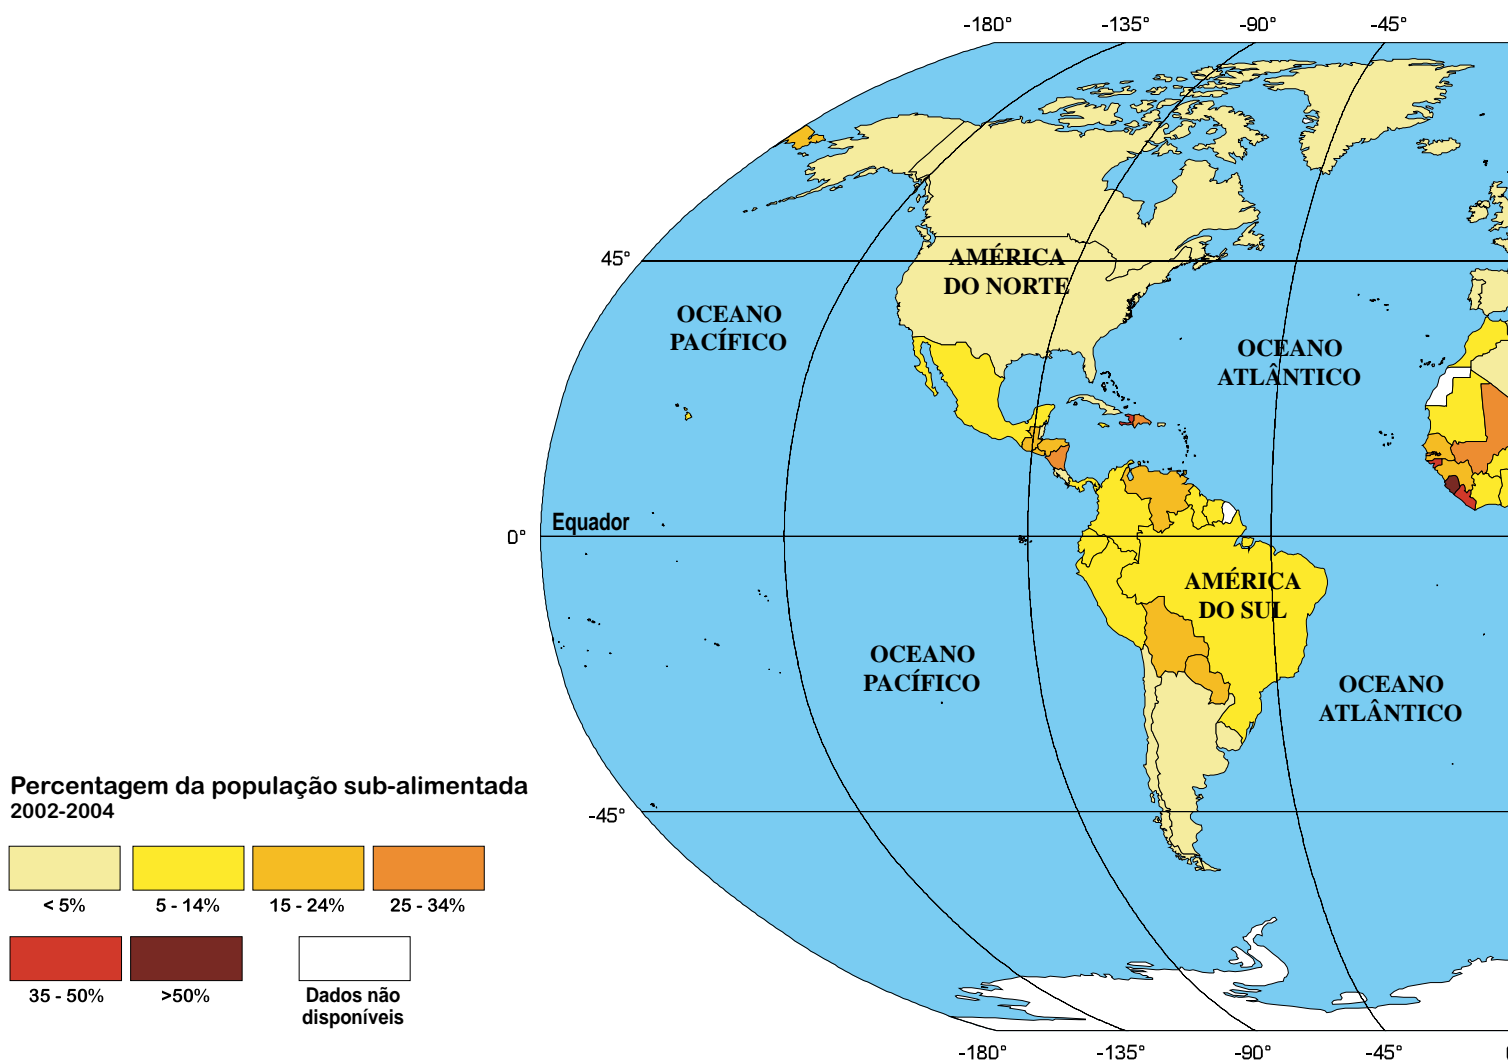 -180° -135° -90° -45°
45°
AMÉRICA
DO NORTE
OCEANO
PACÍFICO
OCEANO
ATLÂNTICO
0°
Equador
AMÉRICA
DO SUL
OCEANO
PACÍFICO
OCEANO
ATLÂNTICO
-45°
Percentagem da população sub-alimentada
2002-2004
< 5% 5 - 14% 15 - 24% 25 - 34%
35 - 50% >50% Dados não
disponíveis
-180° -135° -90° -45°